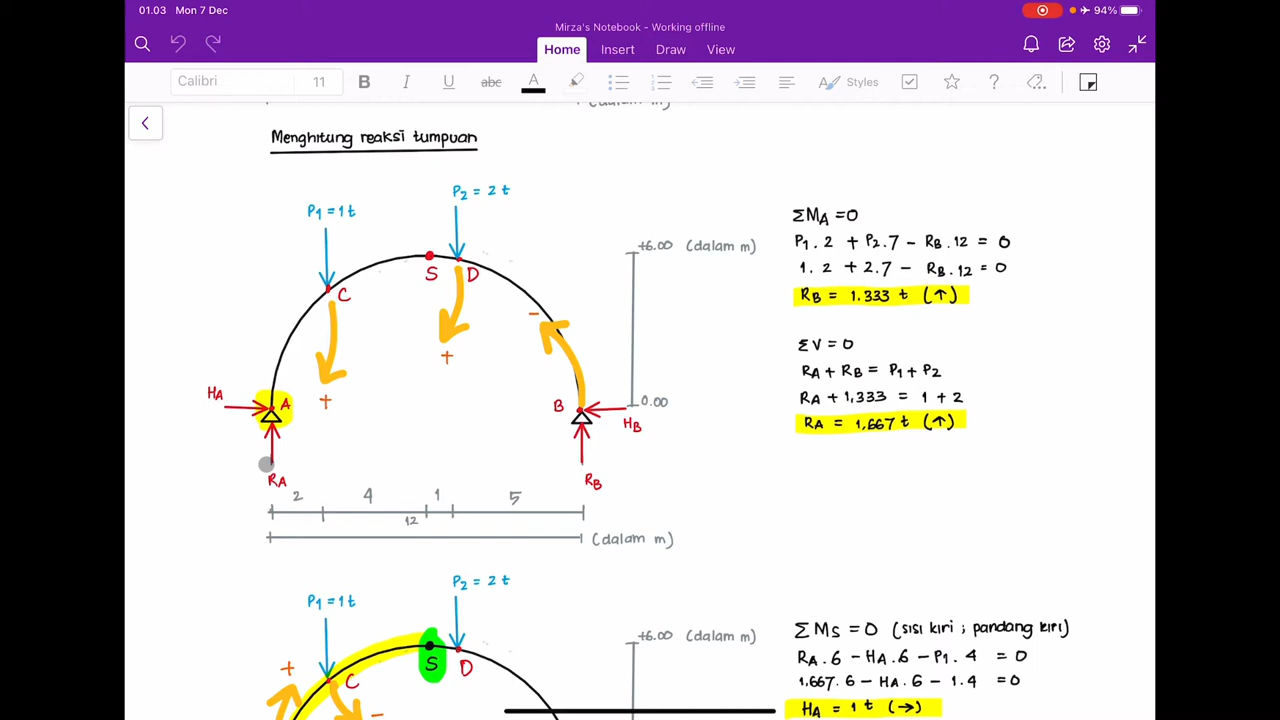 01.03 Mon 7 Dec
94%
Mirza's Notebook - Working offline
Home Insert Draw View
Calibri 11 B I U abc A Styles ?
(dalam m)
Menghitung reaksi tumpuan
P2 = 2 t
P1 = 1 t
+6.00 (dalam m)
S D
C
-
+
+
HA A
B 0.00
HB
RA
RB
2 4 1 5
12
(dalam m)
ΣMA = 0
P1 . 2 + P2 . 7 - RB . 12 = 0
1 . 2 + 2 . 7 - RB . 12 = 0
RB = 1.333 t (↑)
ΣV = 0
RA + RB = P1 + P2
RA + 1,333 = 1 + 2
RA = 1,667 t (↑)
P2 = 2 t
P1 = 1 t
+6.00 (dalam m)
S D
+ C
-
ΣMS = 0 (sisi kiri ; pandang kiri)
RA . 6 - HA . 6 - P1 . 4 = 0
1.667 . 6 - HA . 6 - 1 . 4 = 0
HA = 1 t (→)